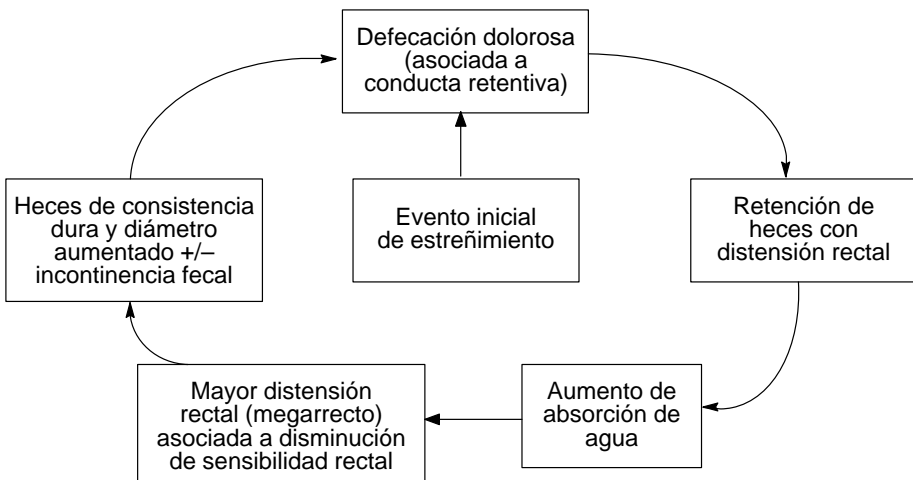 Defecación dolorosa
(asociada a
conducta retentiva)
Heces de consistencia
dura y diámetro
aumentado +/–
incontinencia fecal
Evento inicial
de estreñimiento
Retención de
heces con
distensión rectal
Mayor distensión
rectal (megarrecto)
asociada a disminución
de sensibilidad rectal
Aumento de
absorción de
agua